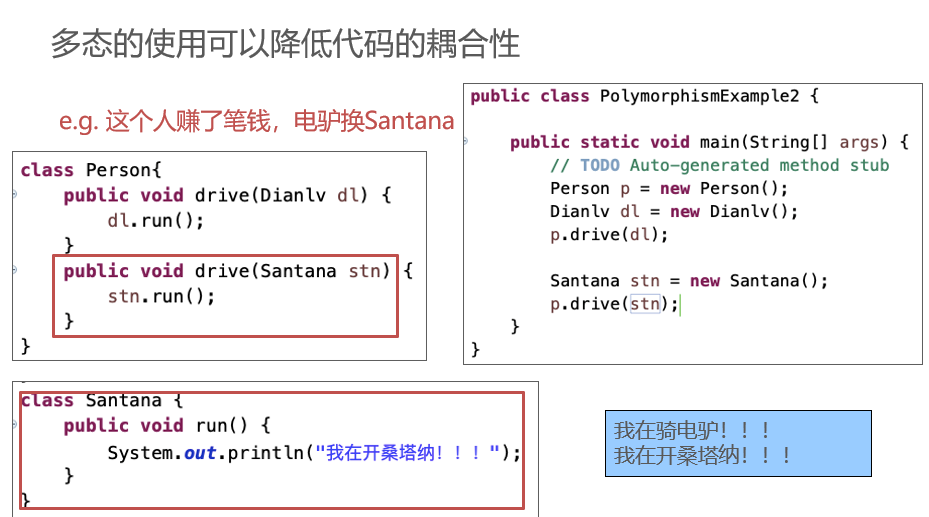 多态的使用可以降低代码的耦合性
e.g. 这个人赚了笔钱，电驴换Santana
class Person{
public void drive(Dianlv dl) {
dl.run();
}
public void drive(Santana stn) {
stn.run();
}
}
public class PolymorphismExample2 {
public static void main(String[] args) {
// TODO Auto-generated method stub
Person p = new Person();
Dianlv dl = new Dianlv();
p.drive(dl);
Santana stn = new Santana();
p.drive(stn);
}
}
class Santana {
public void run() {
System.out.println("我在开桑塔纳！！！");
}
}
我在骑电驴！！！
我在开桑塔纳！！！